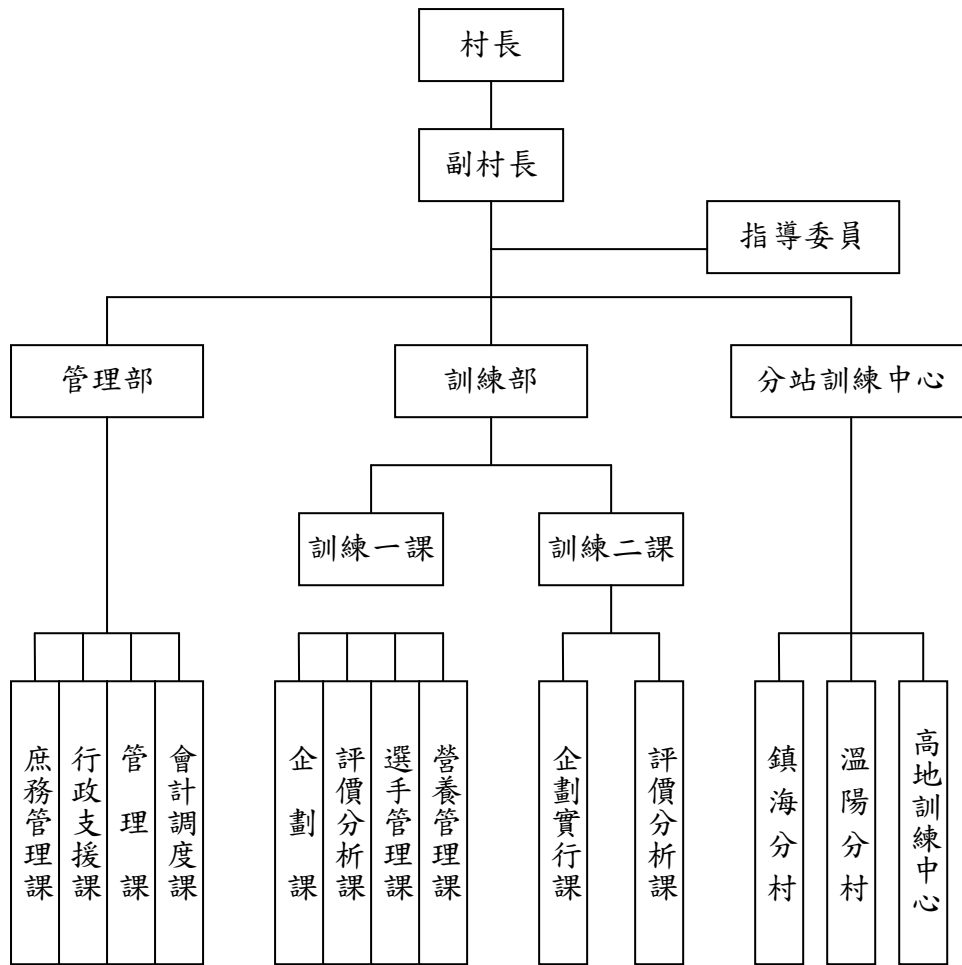 村長
副村長
指導委員
管理部
訓練部
分站訓練中心
訓練一課
訓練二課
庶務管理課
行政支援課
管理課
會計調度課
企劃課
評價分析課
選手管理課
營養管理課
企劃實行課
評價分析課
鎮海分村
溫陽分村
高地訓練中心